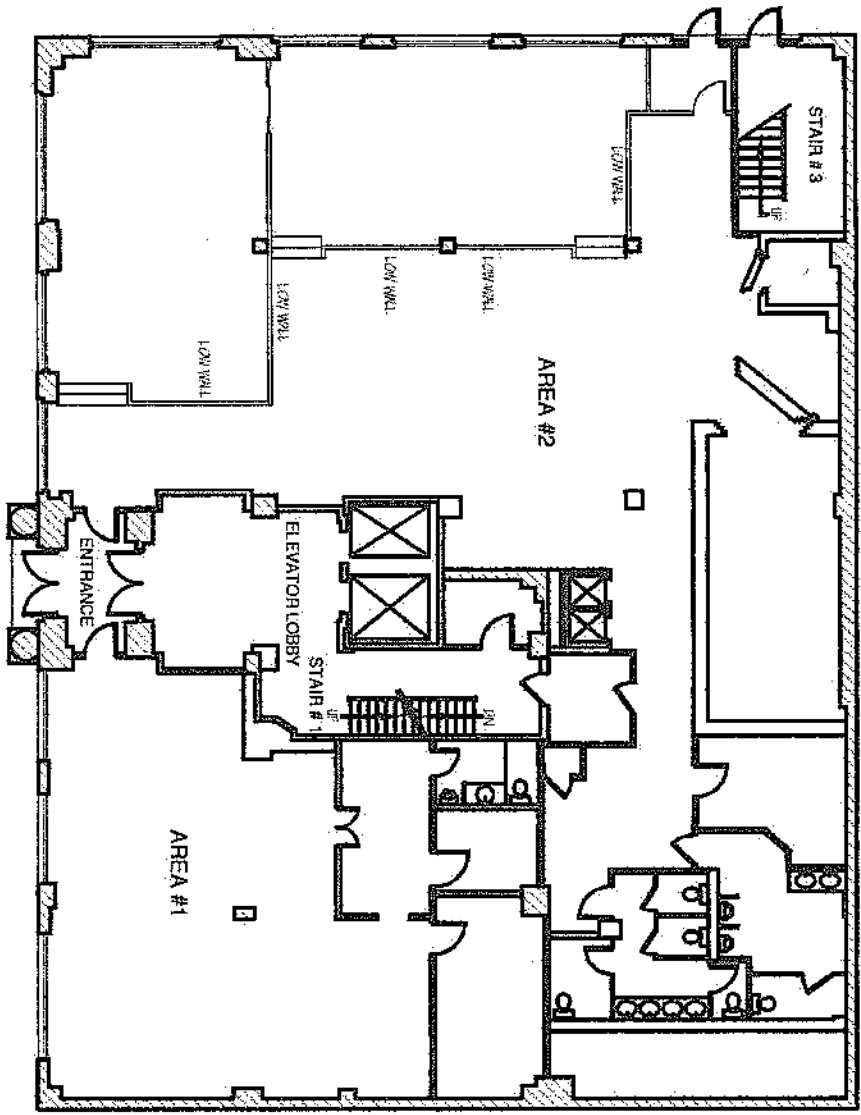 STAIR # 3
UP
LOW WALL
LOW WALL
LOW WALL
LOW WALL
LOW WALL
AREA #2
ENTRANCE
ELEVATOR LOBBY
STAIR # 1
UP
DN
AREA #1